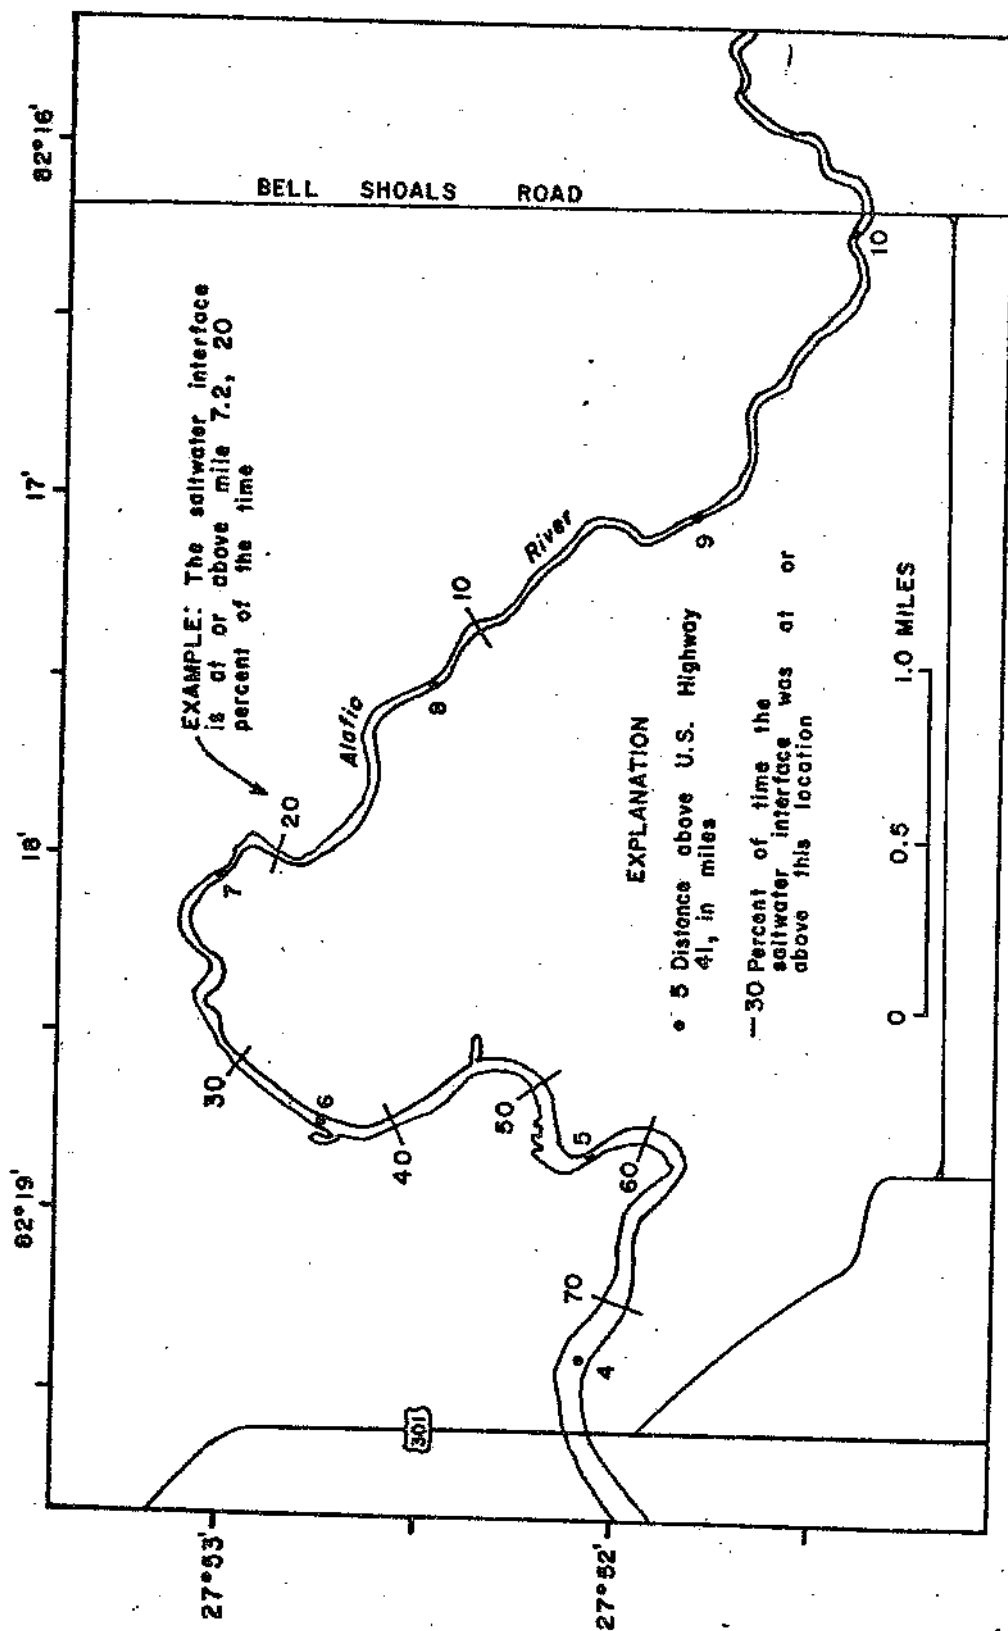 82°19'
18'
17'
82°16'
27°53'
27°52'
BELL SHOALS ROAD
EXAMPLE: The saltwater interface
is at or above mile 7.2, 20
percent of the time
Alafia
River
301
4
70
60
5
50
40
6
30
7
20
8
10
9
10
EXPLANATION
• 5 Distance above U.S. Highway
41, in miles
—30 Percent of time the
saltwater interface was at or
above this location
0 0.5 1.0 MILES